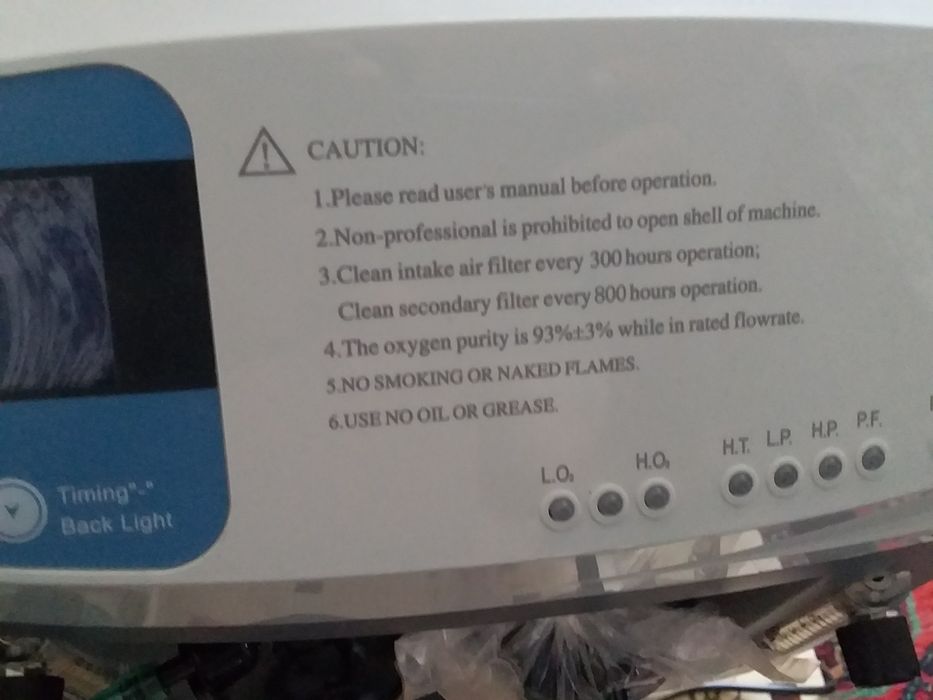 CAUTION:
1.Please read user's manual before operation.
2.Non-professional is prohibited to open shell of machine.
3.Clean intake air filter every 300 hours operation;
Clean secondary filter every 800 hours operation.
4.The oxygen purity is 93%±3% while in rated flowrate.
5.NO SMOKING OR NAKED FLAMES.
6.USE NO OIL OR GREASE.
L.O₂ H.O₂ H.T. L.P. H.P. P.F.
Timing"-"
Back Light